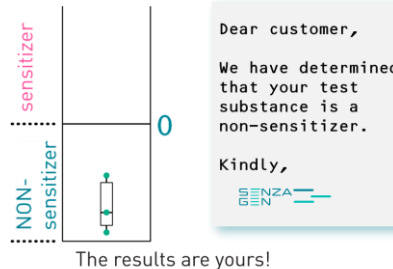 sensitizer
0
NON-
sensitizer
Dear customer,
We have determined
that your test
substance is a
non-sensitizer.
Kindly,
SENZA
GEN
The results are yours!